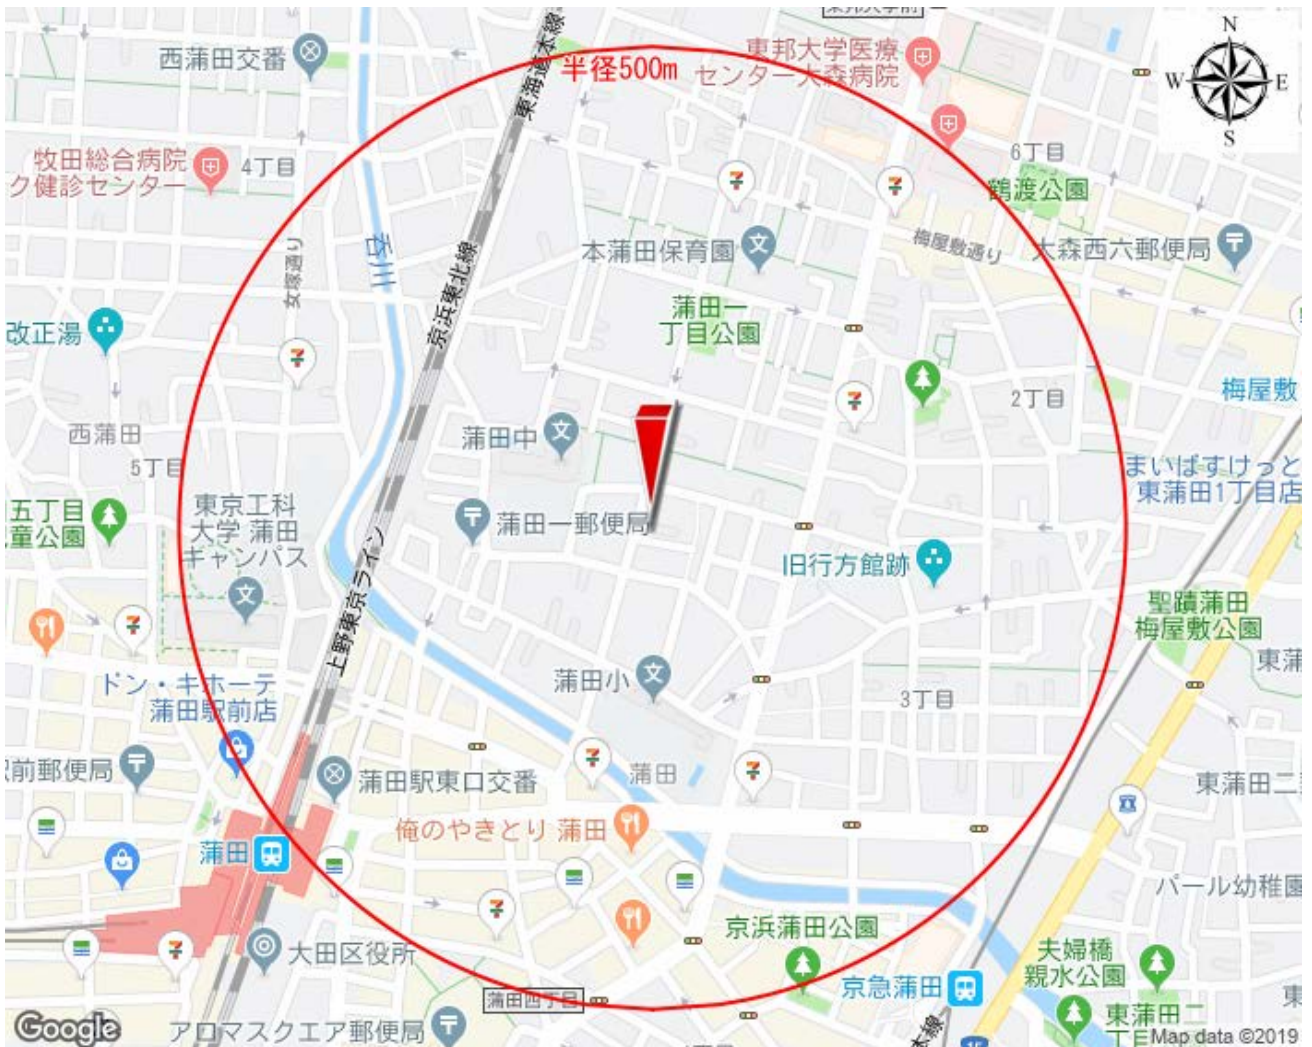 東邦大学前
西蒲田交番
半径500m
東邦大学医療
センター大森病院
東海道本線
N
W
E
S
牧田総合病院
ク健診センター
4丁目
6丁目
鶴渡公園
呑川
女塚通り
京浜東北線
本蒲田保育園
梅屋敷通り
大森西六郵便局
蒲田一
丁目公園
改正湯
西蒲田
5丁目
蒲田中
2丁目
梅屋敷
まいばすけっと
東蒲田1丁目店
五丁目
童公園
東京工科
大学 蒲田
キャンパス
蒲田一郵便局
旧行方館跡
上野東京ライン
聖蹟蒲田
梅屋敷公園
東蒲
ドン・キホーテ
蒲田駅前店
蒲田小
3丁目
前郵便局
蒲田駅東口交番
蒲田
東蒲田二
俺のやきとり 蒲田
蒲田
パール幼稚園
京浜蒲田公園
大田区役所
夫婦橋
親水公園
蒲田四丁目
京急蒲田
東
アロマスクエア郵便局
本線
15
東蒲田二
Google
Map data ©2019